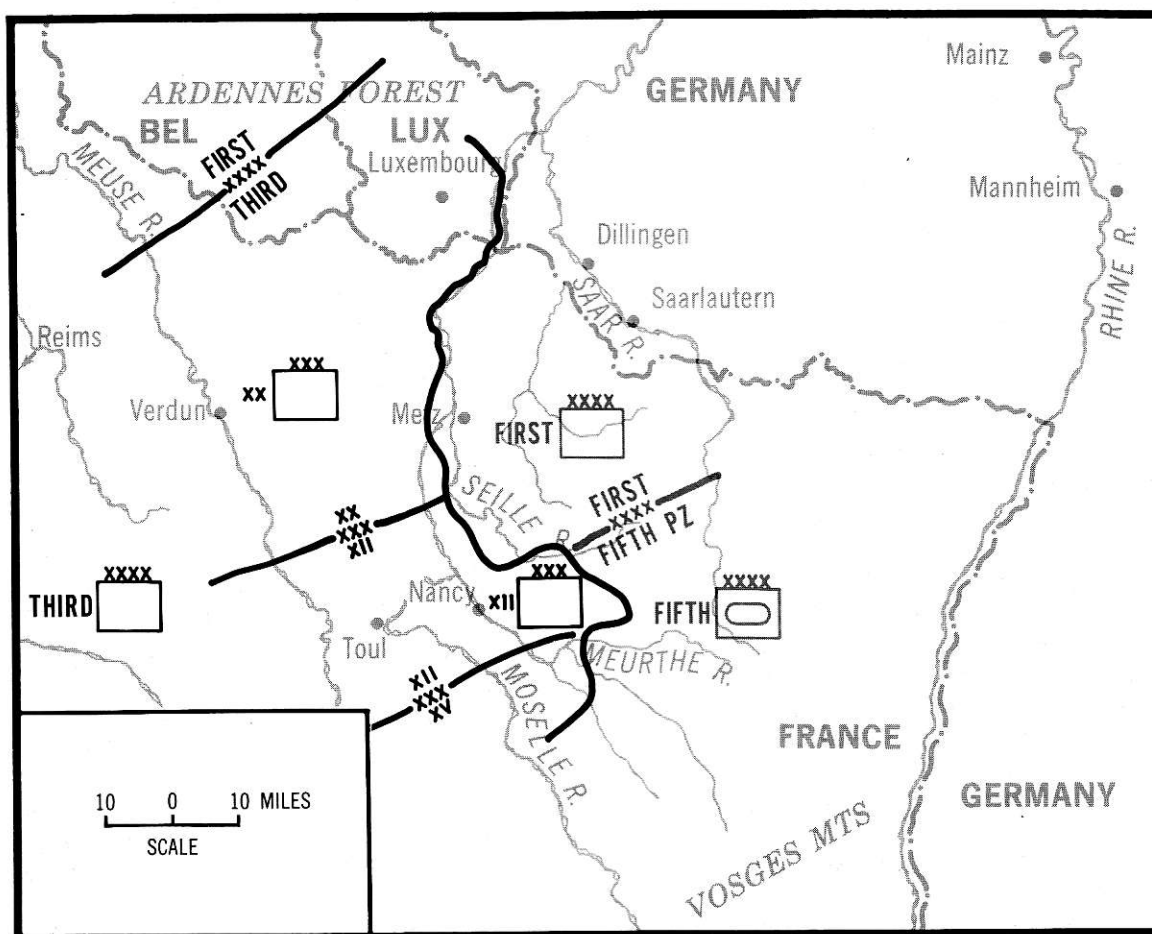 Mainz
ARDENNES FOREST
GERMANY
BEL
LUX
FIRST
XXXX
THIRD
Luxembourg
MEUSE R.
Mannheim
Dillingen
SAAR R.
Saarlautern
RHINE R.
Reims
XXX
XX
Verdun
Metz
XXXX
FIRST
SEILLE R.
FIRST
XXXX
FIFTH PZ
XX
XXX
XII
XXXX
THIRD
XXX
XII
Nancy
XXXX
FIFTH
Toul
MEURTHE R.
XII
XXX
XV
MOSELLE R.
FRANCE
GERMANY
VOSGES MTS
10 0 10 MILES
SCALE